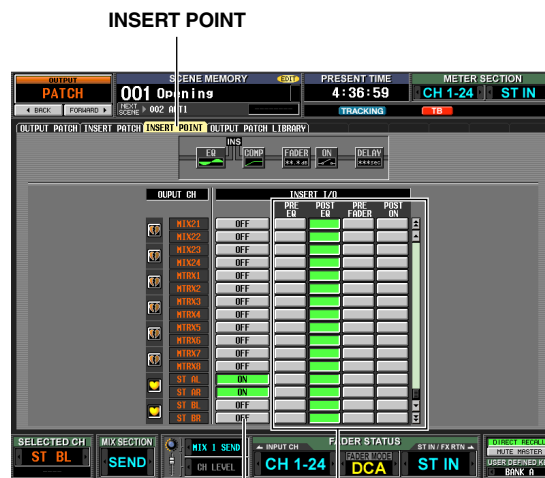 INSERT POINT
OUTPUT
PATCH
BACK FORWARD
SCENE MEMORY EDIT
001 Opening
NEXT SCENE 002 ACT1
PRESENT TIME
4:36:59
TRACKING
METER SECTION
CH 1-24 ST IN
TB
OUTPUT PATCH INSERT PATCH INSERT POINT OUTPUT PATCH LIBRARY
INS
EQ COMP FADER ON DELAY
OUPUT CH INSERT I/O
PRE EQ POST EQ PRE FADER POST ON
MIX21 OFF
MIX22 OFF
MIX23 OFF
MIX24 OFF
MTRX1 OFF
MTRX2 OFF
MTRX3 OFF
MTRX4 OFF
MTRX5 OFF
MTRX6 OFF
MTRX7 OFF
MTRX8 OFF
ST AL ON
ST AR ON
ST BL OFF
ST BR OFF
SELECTED CH
ST BL
MIX SECTION
SEND
MIX 1 SEND
CH LEVEL
FADER STATUS
INPUT CH
CH 1-24
FADER MODE
DCA
ST IN / FX RTN
ST IN
DIRECT RECALL
MUTE MASTER
USER DEFINED KE
BANK A